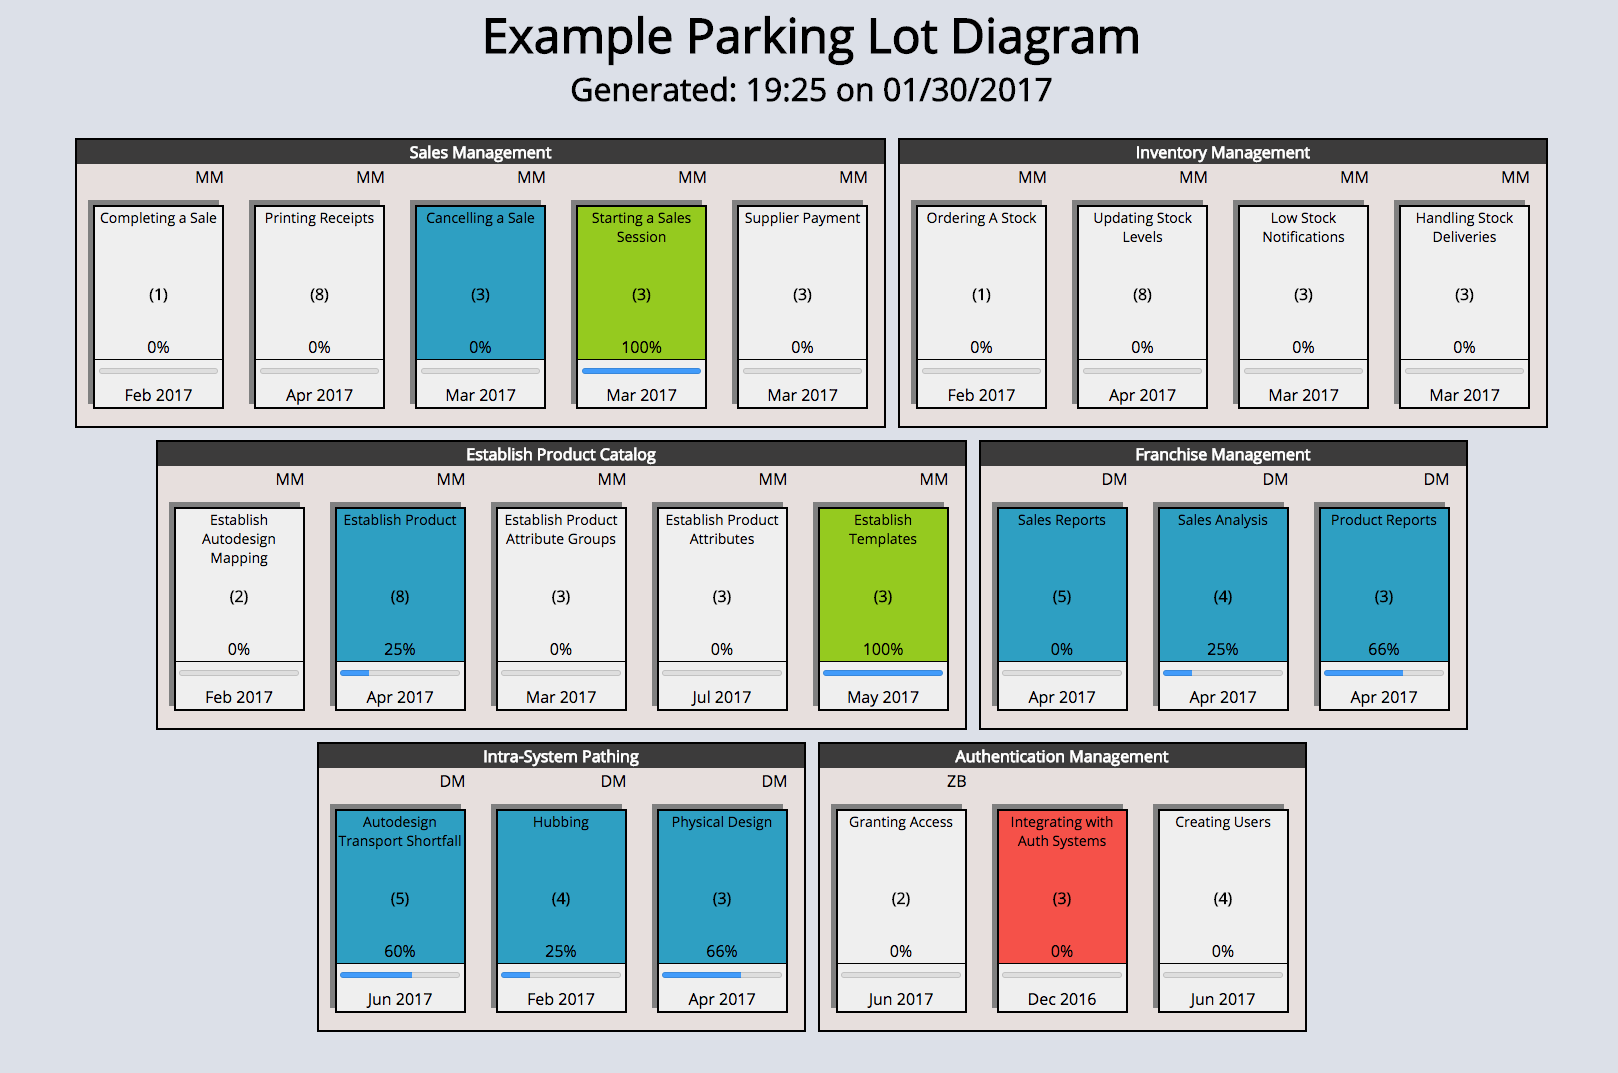 Example Parking Lot Diagram
Generated: 19:25 on 01/30/2017
Sales Management
MM
Completing a Sale
(1)
0%
Feb 2017
MM
Printing Receipts
(8)
0%
Apr 2017
MM
Cancelling a Sale
(3)
0%
Mar 2017
MM
Starting a Sales
Session
(3)
100%
Mar 2017
MM
Supplier Payment
(3)
0%
Mar 2017
Inventory Management
MM
Ordering A Stock
(1)
0%
Feb 2017
MM
Updating Stock
Levels
(8)
0%
Apr 2017
MM
Low Stock
Notifications
(3)
0%
Mar 2017
MM
Handling Stock
Deliveries
(3)
0%
Mar 2017
Establish Product Catalog
MM
Establish
Autodesign
Mapping
(2)
0%
Feb 2017
MM
Establish Product
(8)
25%
Apr 2017
MM
Establish Product
Attribute Groups
(3)
0%
Mar 2017
MM
Establish Product
Attributes
(3)
0%
Jul 2017
MM
Establish
Templates
(3)
100%
May 2017
Franchise Management
DM
Sales Reports
(5)
0%
Apr 2017
DM
Sales Analysis
(4)
25%
Apr 2017
DM
Product Reports
(3)
66%
Apr 2017
Intra-System Pathing
DM
Autodesign
Transport Shortfall
(5)
60%
Jun 2017
DM
Hubbing
(4)
25%
Feb 2017
DM
Physical Design
(3)
66%
Apr 2017
Authentication Management
ZB
Granting Access
(2)
0%
Jun 2017
Integrating with
Auth Systems
(3)
0%
Dec 2016
Creating Users
(4)
0%
Jun 2017